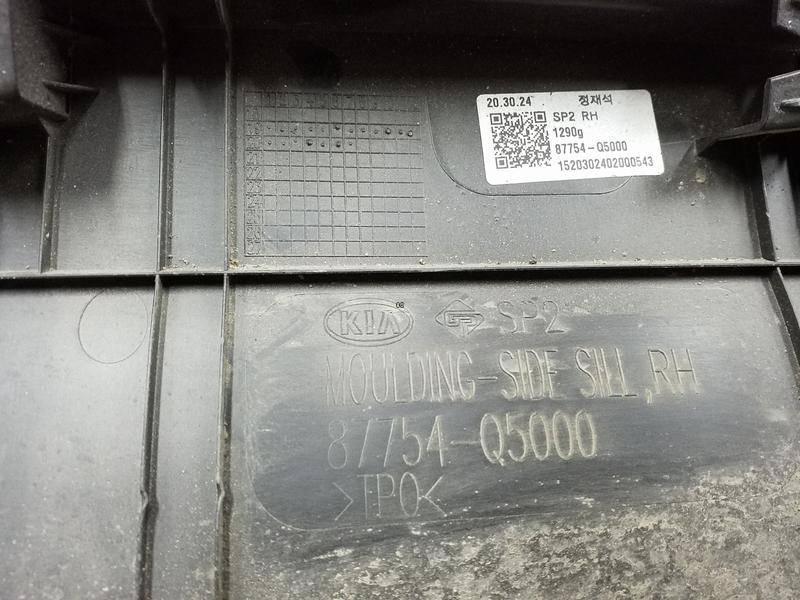 20.30.24 정재석
SP2 RH
1290g
87754-Q5000
1520302402000543
KIA SP2
MOULDING-SIDE SILL,RH
87754-Q5000
>TPO<